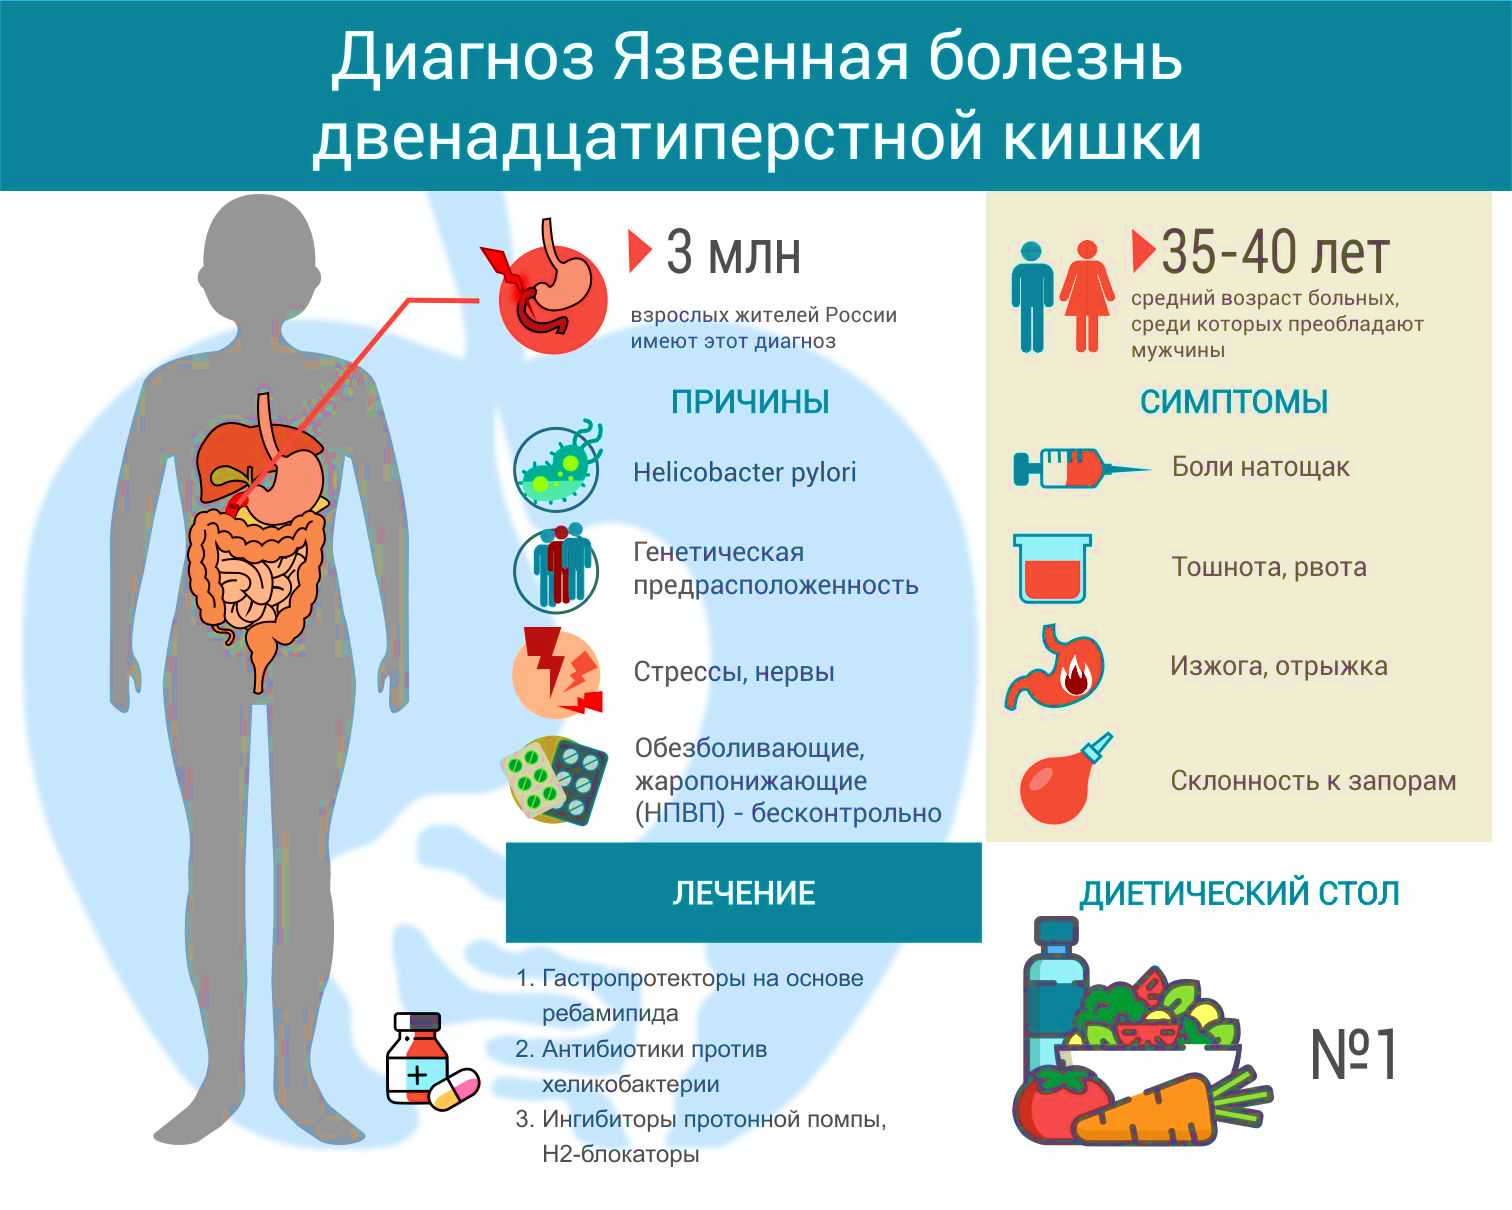 Диагноз Язвенная болезнь
двенадцатиперстной кишки
3 млн
взрослых жителей России
имеют этот диагноз
35-40 лет
средний возраст больных,
среди которых преобладают
мужчины
ПРИЧИНЫ
Helicobacter pylori
Генетическая
предрасположенность
Стрессы, нервы
Обезболивающие,
жаропонижающие
(НПВП) - бесконтрольно
СИМПТОМЫ
Боли натощак
Тошнота, рвота
Изжога, отрыжка
Склонность к запорам
ЛЕЧЕНИЕ
1. Гастропротекторы на основе
ребамипида
2. Антибиотики против
хеликобактерии
3. Ингибиторы протонной помпы,
Н2-блокаторы
ДИЕТИЧЕСКИЙ СТОЛ
№1